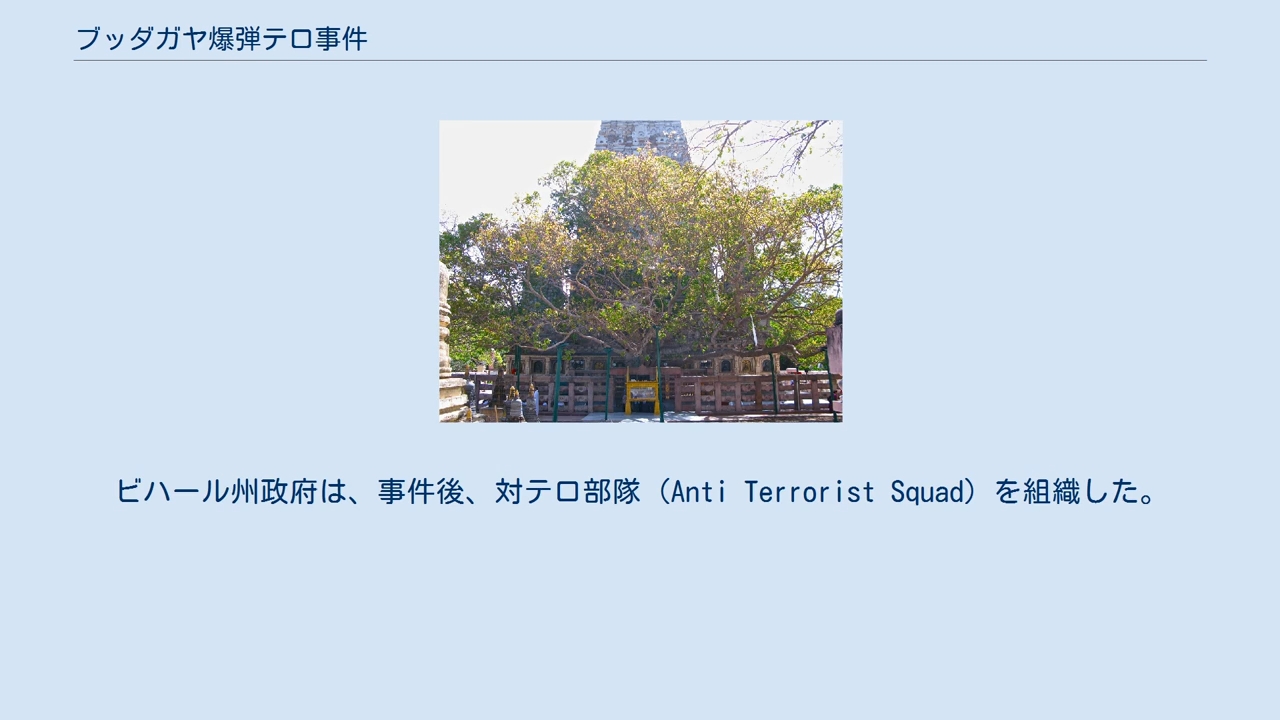 ブッダガヤ爆弾テロ事件
ビハール州政府は、事件後、対テロ部隊（Anti Terrorist Squad）を組織した。